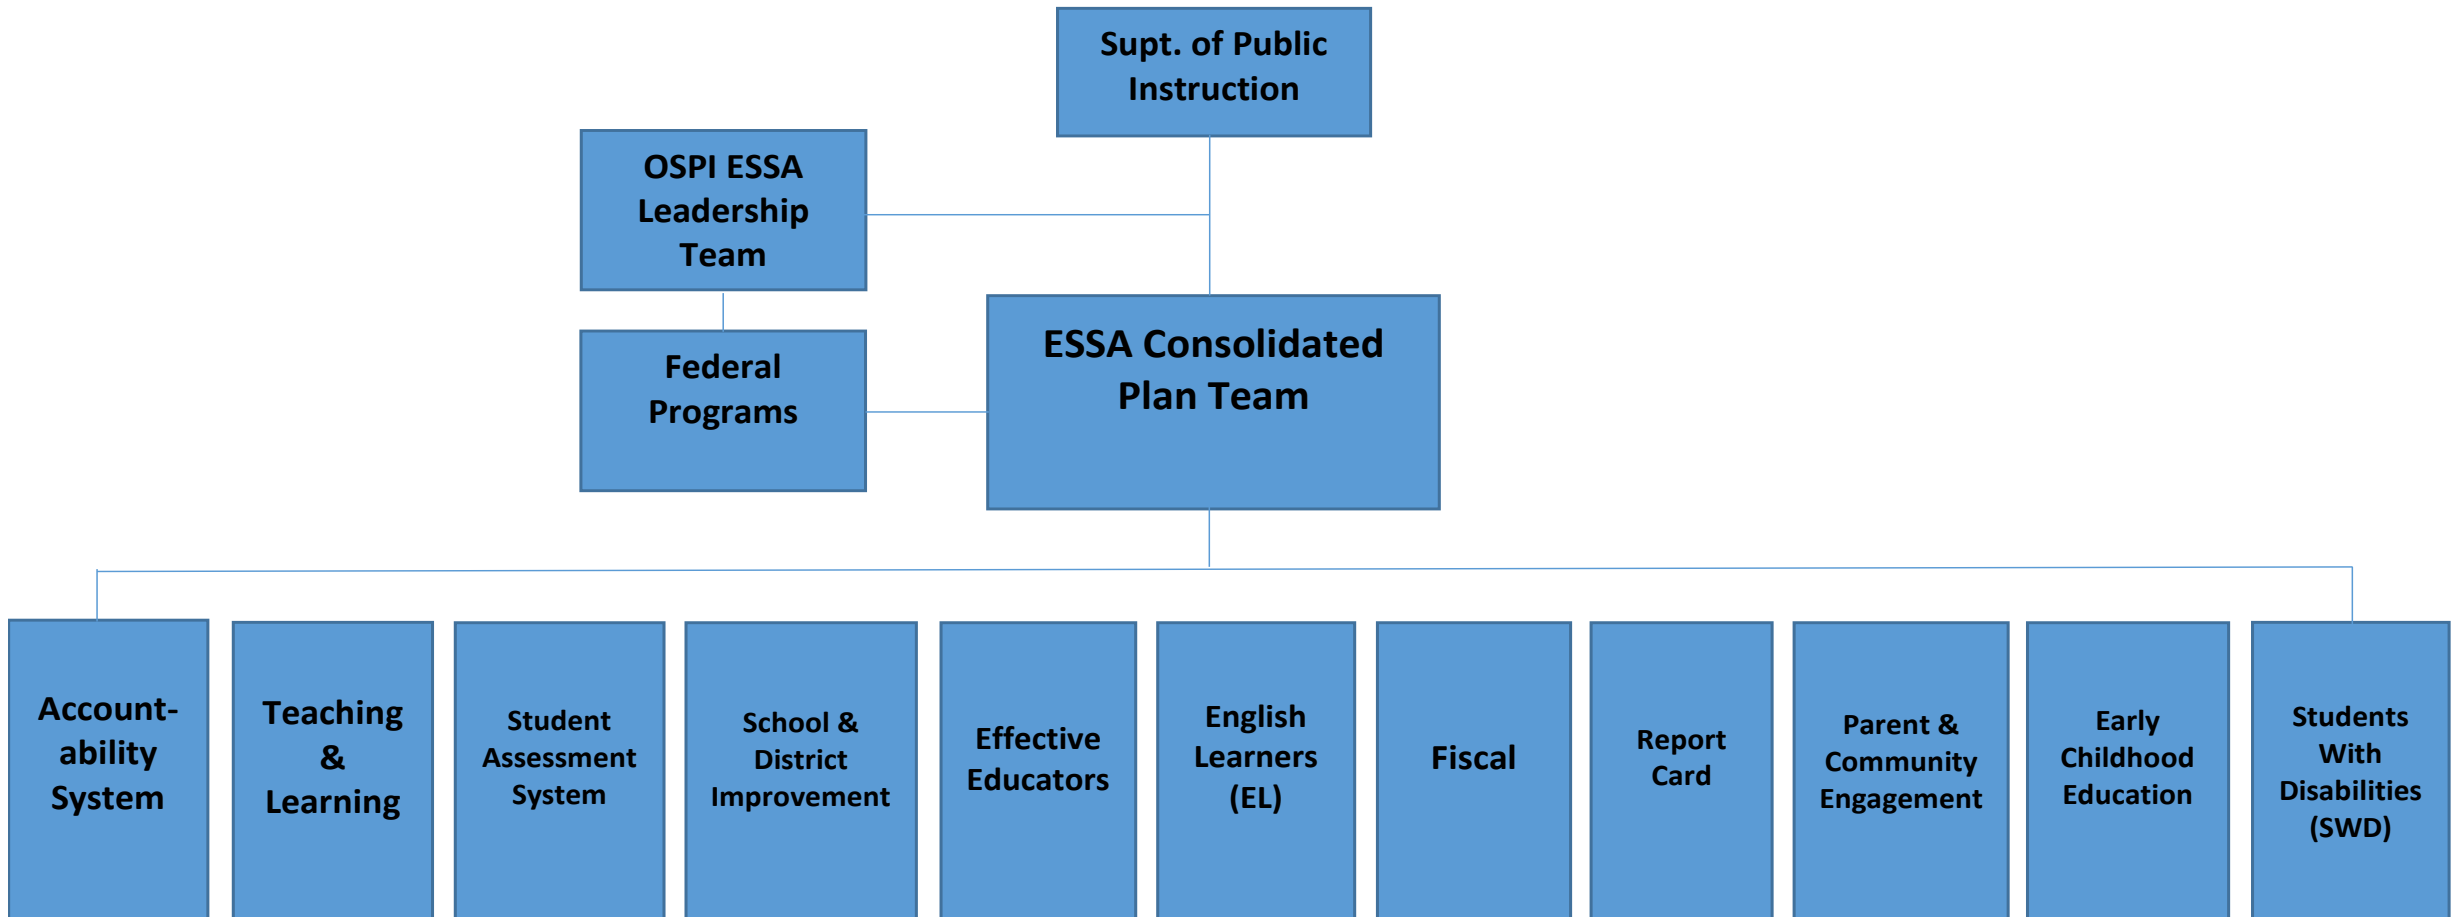 Supt. of Public
Instruction
OSPI ESSA
Leadership
Team
Federal
Programs
ESSA Consolidated
Plan Team
Account-
ability
System
Teaching
&
Learning
Student
Assessment
System
School &
District
Improvement
Effective
Educators
English
Learners
(EL)
Fiscal
Report
Card
Parent &
Community
Engagement
Early
Childhood
Education
Students
With
Disabilities
(SWD)